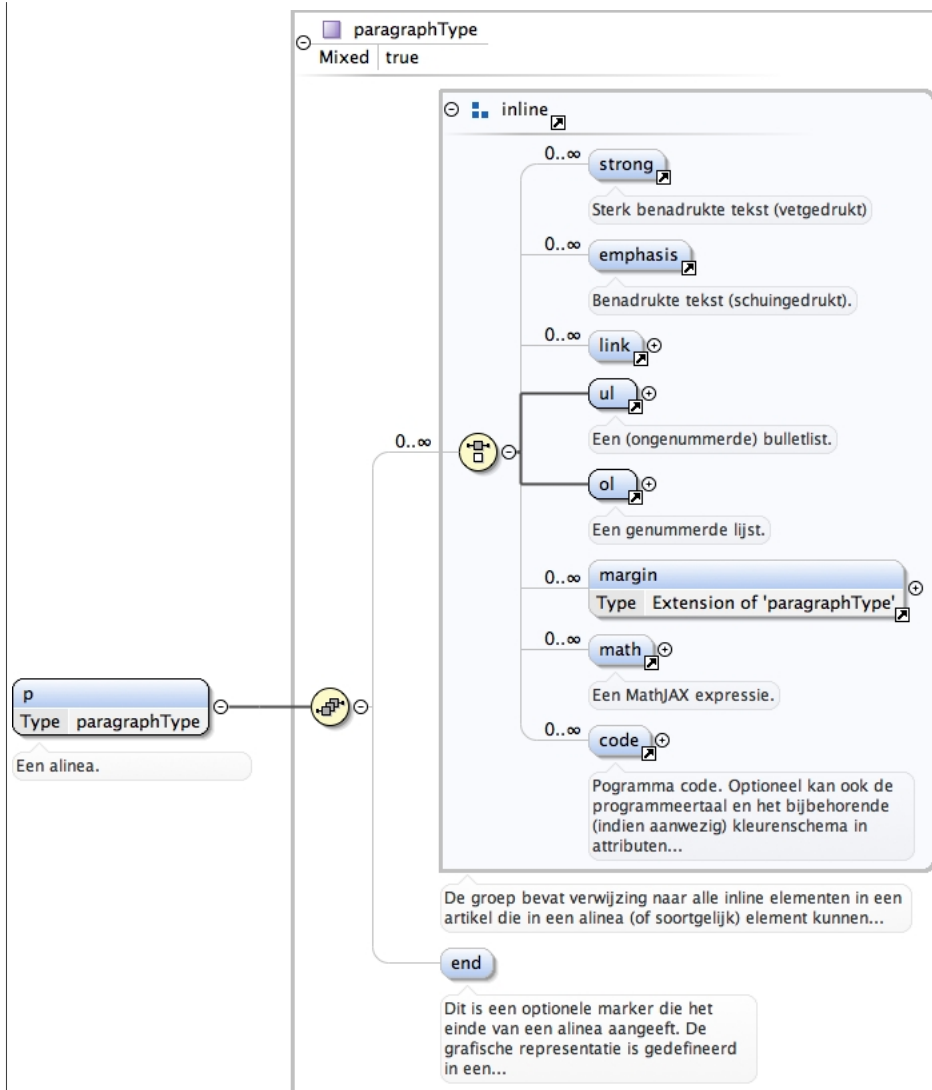 paragraphType
Mixed true
inline
0..∞
strong
Sterk benadrukte tekst (vetgedrukt)
0..∞
emphasis
Benadrukte tekst (schuingedrukt).
0..∞
link
ul
Een (ongenummerde) bulletlist.
0..∞
ol
Een genummerde lijst.
0..∞
margin
Type Extension of 'paragraphType'
0..∞
math
Een MathJAX expressie.
0..∞
code
Pogramma code. Optioneel kan ook de
programmeertaal en het bijbehorende
(indien aanwezig) kleurenschema in
attributen...
De groep bevat verwijzing naar alle inline elementen in een
artikel die in een alinea (of soortgelijk) element kunnen...
p
Type paragraphType
Een alinea.
end
Dit is een optionele marker die het
einde van een alinea aangeeft. De
grafische representatie is gedefineerd
in een...